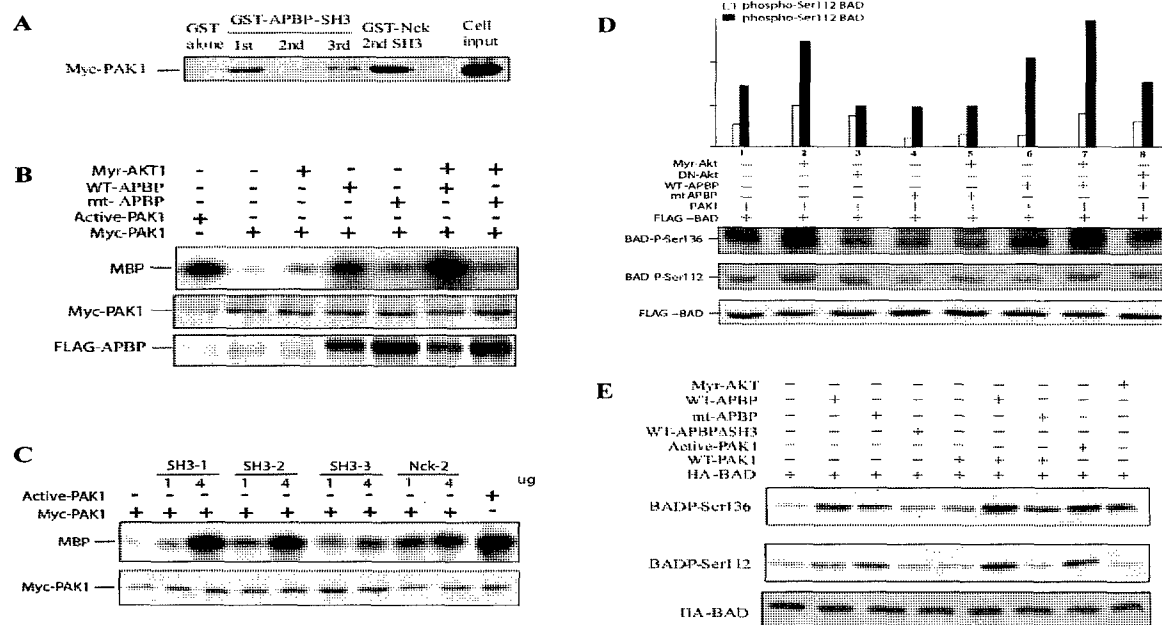 A
GST alone
GST-APBP-SH3
1st 2nd 3rd
GST-Nck 2nd SH3
Cell input
Myc-PAK1
B
Myr-AKT1 - - + - - + +
WT-APBP - - - + - + -
mt- APBP - - - - + - +
Active-PAK1 + - - - - - -
Myc-PAK1 - + + + + + +
MBP
Myc-PAK1
FLAG-APBP
C
SH3-1 SH3-2 SH3-3 Nck-2
1 4 1 4 1 4 1 4 ug
Active-PAK1 - - - - - - - - - +
Myc-PAK1 + + + + + + + + + -
MBP
Myc-PAK1
D
phospho-Ser112 BAD
phospho-Ser112 BAD
1 2 3 4 5 6 7 8
Myr-Akt
DN-Akt
WT-APBP
mt APBP
PAK1
FLAG-BAD
BAD-P-Ser136
BAD P-Ser112
FLAG-BAD
E
Myr-AKT - - - - - - - - +
WT-APBP - + - - - + - - -
mt-APBP - - + - - - + - -
WT-APBPΔSH3 - - - + - - - - -
Active-PAK1 - - - - - - - + -
WT-PAK1 - - - - + + + - -
HA-BAD + + + + + + + + +
BADP-Ser136
BADP-Ser112
HA-BAD